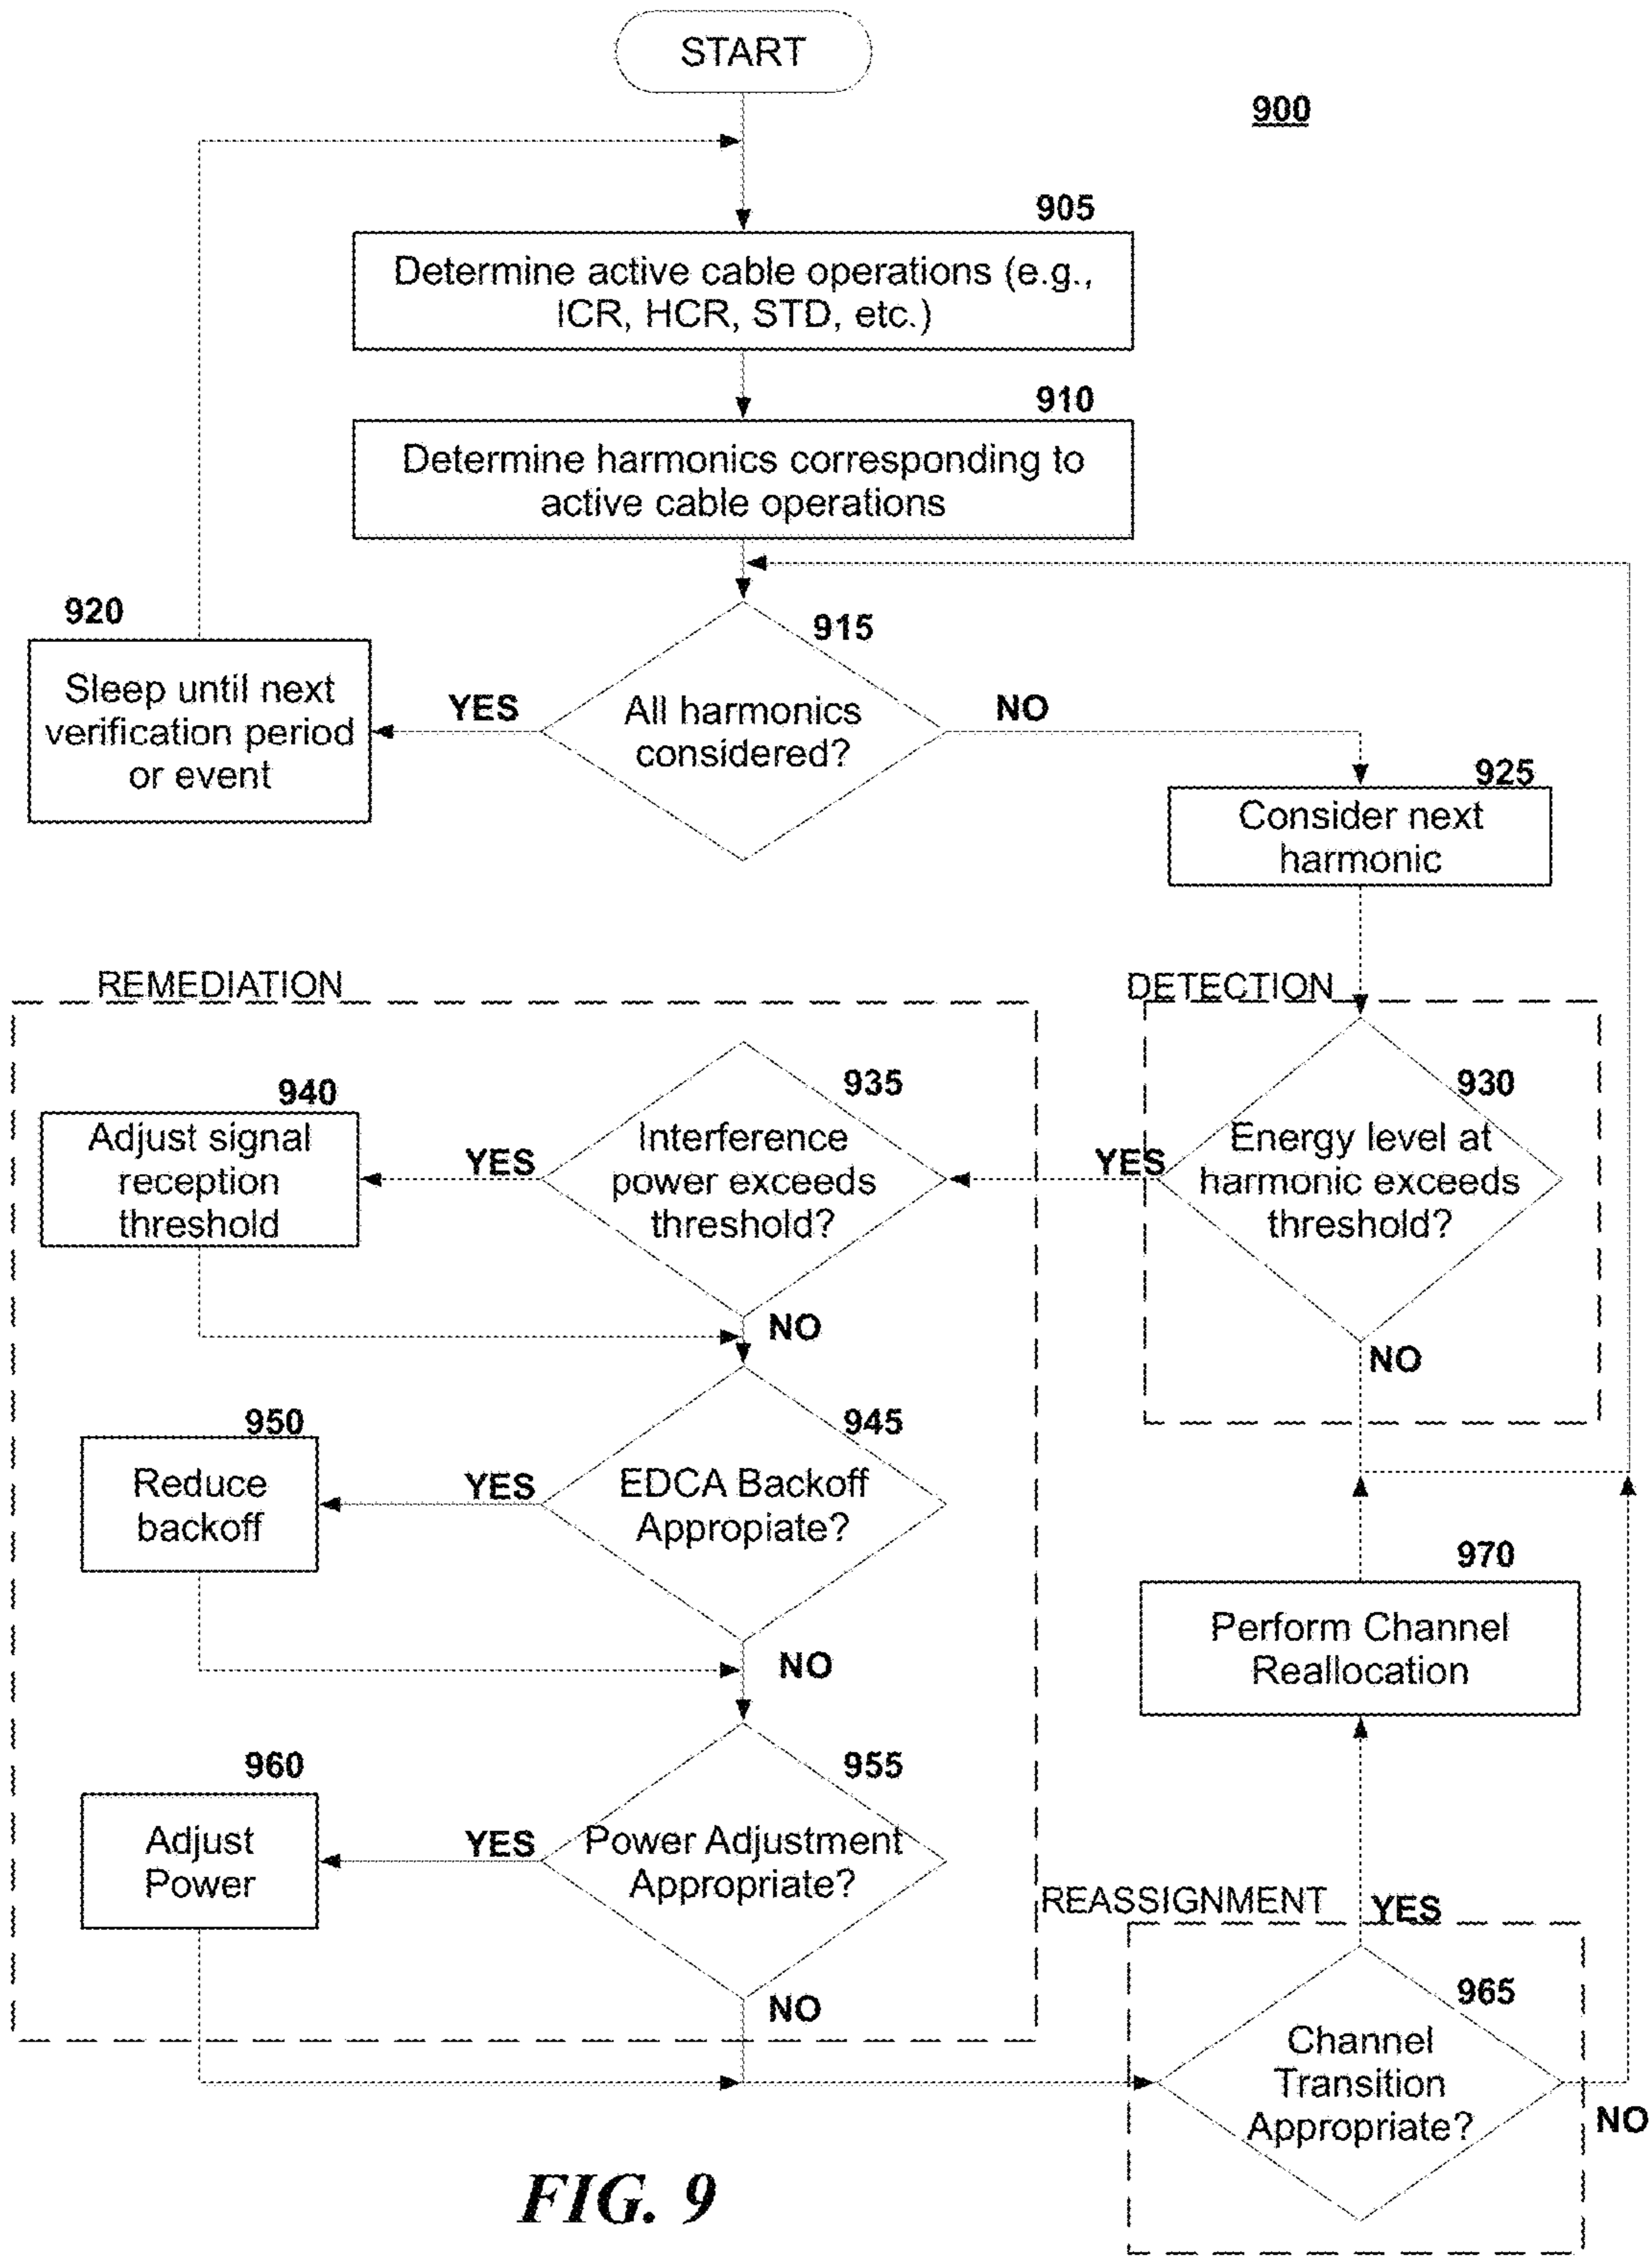 START
900
905
Determine active cable operations (e.g.,
ICR, HCR, STD, etc.)
910
Determine harmonics corresponding to
active cable operations
920
Sleep until next
verification period
or event
YES
915
All harmonics
considered?
NO
925
Consider next
harmonic
REMEDIATION
DETECTION
940
Adjust signal
reception
threshold
YES
935
Interference
power exceeds
threshold?
NO
YES
930
Energy level at
harmonic exceeds
threshold?
NO
950
Reduce
backoff
YES
945
EDCA Backoff
Appropiate?
NO
970
Perform Channel
Reallocation
960
Adjust
Power
YES
955
Power Adjustment
Appropriate?
NO
REASSIGNMENT
YES
965
Channel
Transition
Appropriate?
NO
FIG. 9